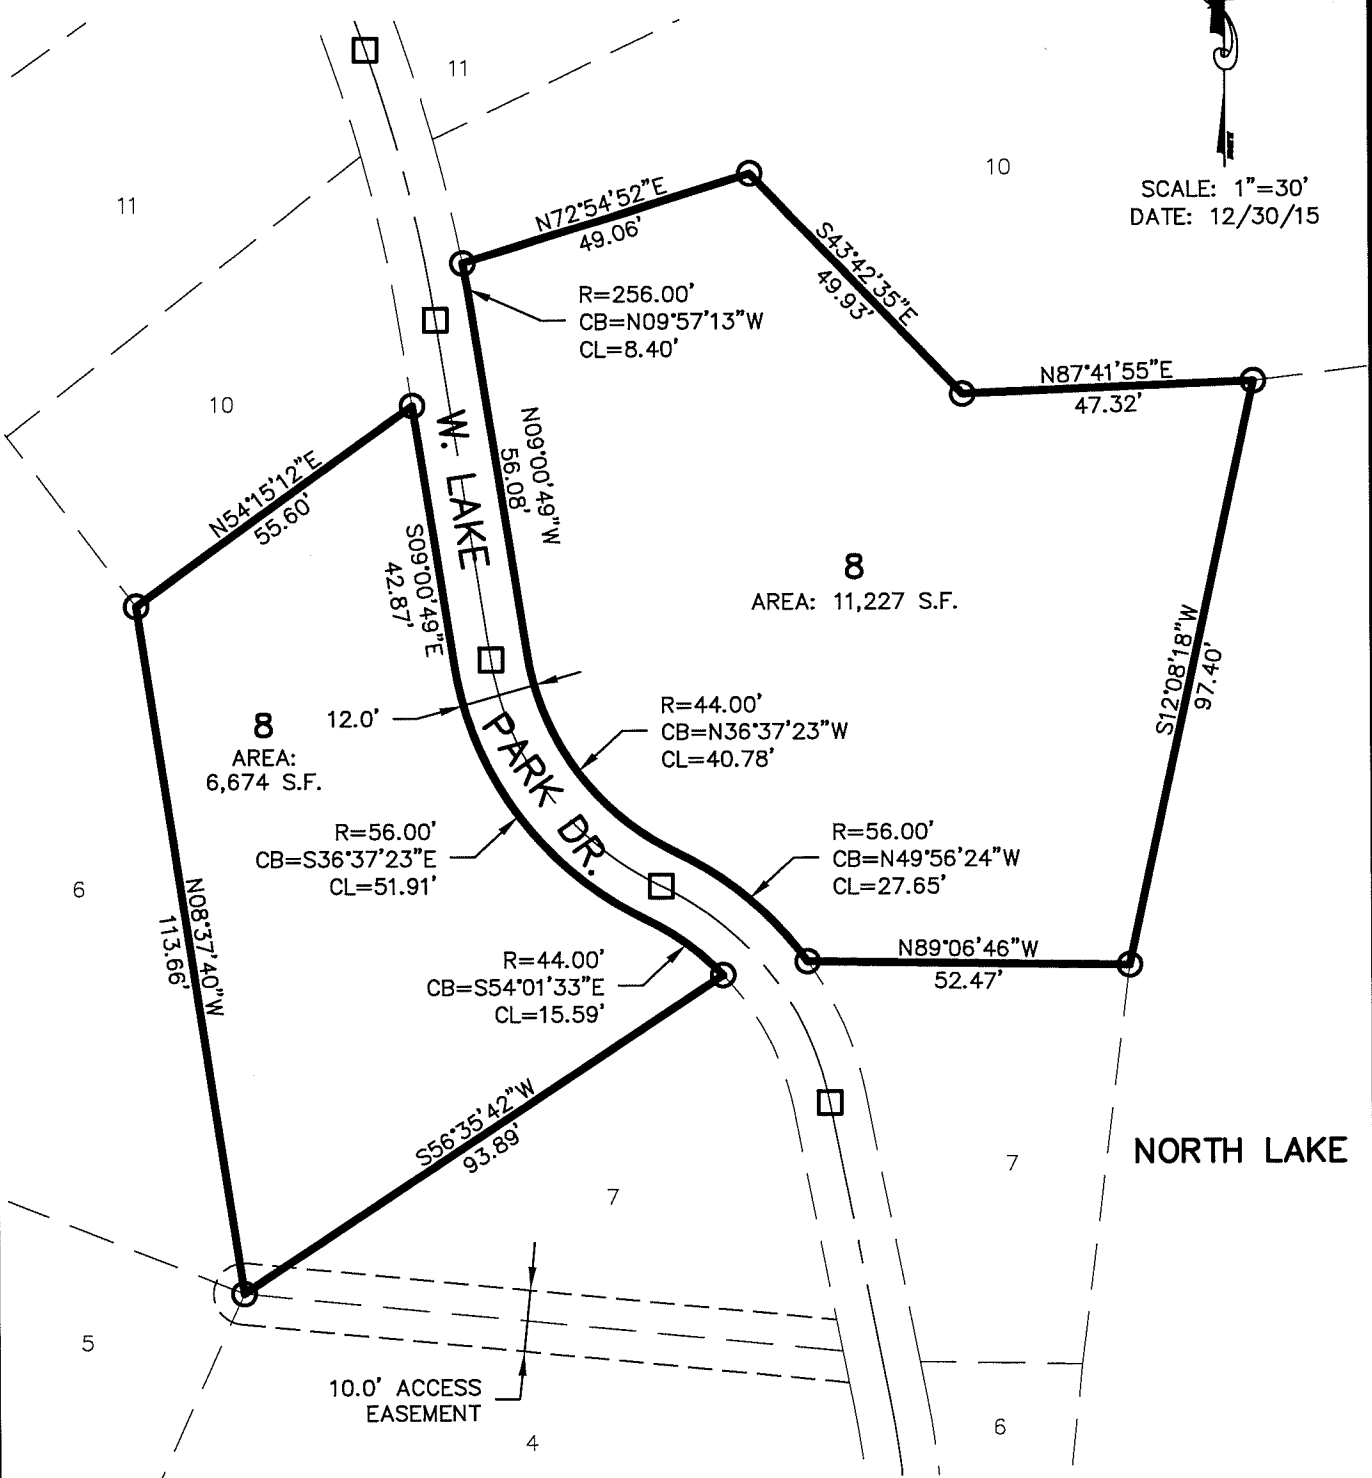 11
11
10
SCALE: 1"=30'
DATE: 12/30/15
N72°54'52"E
49.06'
S43°42'35"E
49.93'
R=256.00'
CB=N09°57'13"W
CL=8.40'
N87°41'55"E
47.32'
10
N54°15'12"E
55.60'
W. LAKE PARK DR.
N09°00'49"W
56.08'
S09°00'49"E
42.87'
8
AREA: 11,227 S.F.
S12°08'18"W
97.40'
8
AREA:
6,674 S.F.
12.0'
R=44.00'
CB=N36°37'23"W
CL=40.78'
R=56.00'
CB=S36°37'23"E
CL=51.91'
R=56.00'
CB=N49°56'24"W
CL=27.65'
6
N08°37'40"W
113.66'
R=44.00'
CB=S54°01'33"E
CL=15.59'
N89°06'46"W
52.47'
S56°35'42"W
93.89'
7
7
NORTH LAKE
5
10.0' ACCESS
EASEMENT
4
6